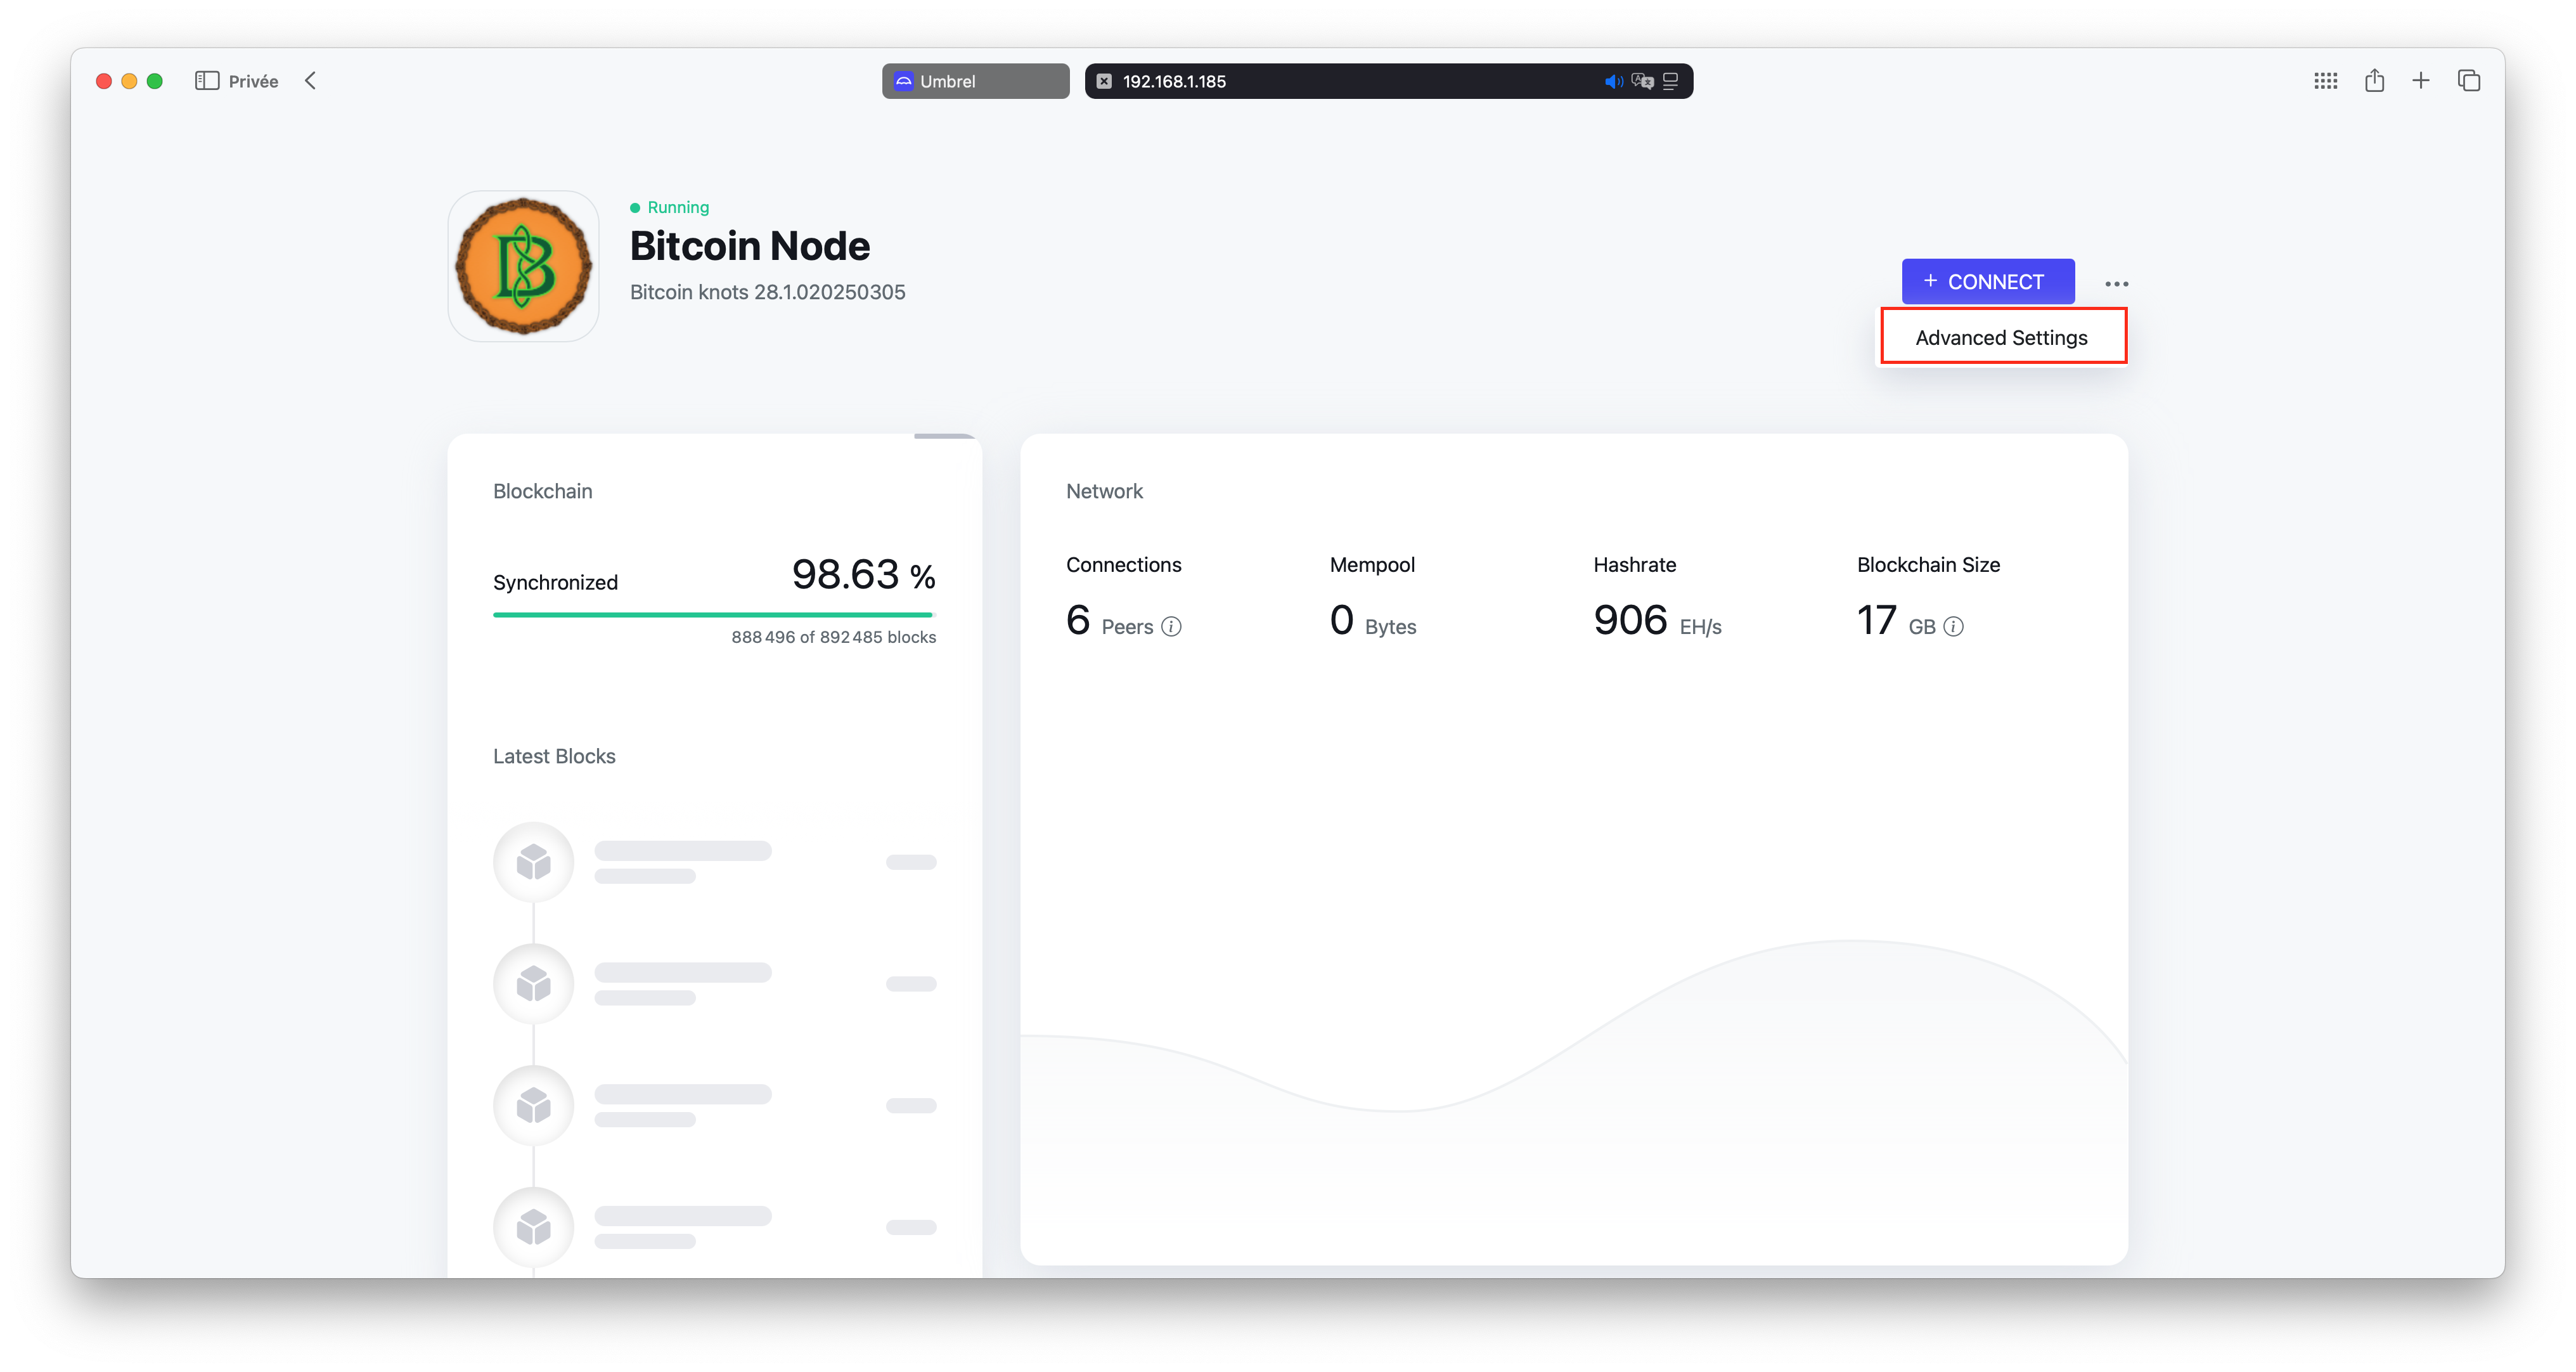 Privée
Umbrel
192.168.1.185
Running
Bitcoin Node
Bitcoin knots 28.1.020250305
+ CONNECT
Advanced Settings
Blockchain
Synchronized 98.63 %
888 496 of 892 485 blocks
Latest Blocks
Network
Connections Mempool Hashrate Blockchain Size
6 Peers 0 Bytes 906 EH/s 17 GB